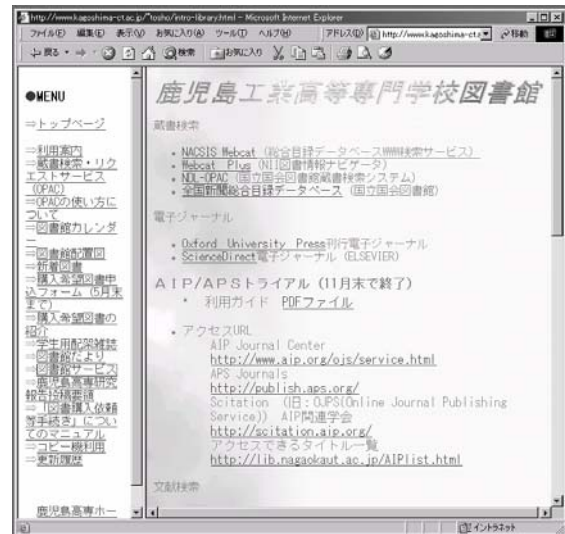 http://www.kagoshima-ct.ac.jp/~tosho/intro-library.html - Microsoft Internet Explorer
ファイル(F) 編集(E) 表示(V) お気に入り(A) ツール(T) ヘルプ(H) アドレス(D) http://www.kagoshima-ct.a 移動
戻る 検索 お気に入り
●MENU
⇒トップページ
⇒利用案内
⇒蔵書検索・リク
エストサービス
(OPAC)
⇒OPACの使い方に
ついて
⇒図書館カレンダ
ー
⇒図書館配置図
⇒新着図書
⇒購入希望図書申
込フォーム (5月末
まで)
⇒購入希望図書の
紹介
⇒学生用配架雑誌
⇒図書館だより
⇒図書館サービス
⇒鹿児島高専研究
報告投稿要領
⇒「図書購入依頼
等手続き」につい
てのマニュアル
⇒コピー機利用
⇒更新履歴
鹿児島高専ホー
鹿児島工業高等専門学校図書館
蔵書検索
・NACSIS Webcat (総合目録データベースWWW検索サービス)
・Webcat Plus (NII図書情報ナビゲータ)
・NDL-OPAC (国立国会図書館蔵書検索システム)
・全国新聞総合目録データベース (国立国会図書館)
電子ジャーナル
・Oxford University Press刊行電子ジャーナル
・ScienceDirect電子ジャーナル (ELSEVIER)
AIP/APSトライアル (11月末で終了)
* 利用ガイド PDFファイル
・アクセスURL
AIP Journal Center
http://www.aip.org/ojs/service.html
APS Journals
http://publish.aps.org/
Scitation (旧:OJPS(Online Journal Publishing
Service)) AIP関連学会
http://scitation.aip.org/
アクセスできるタイトル一覧
http://lib.nagaokaut.ac.jp/AIPlist.html
文献検索
イントラネット